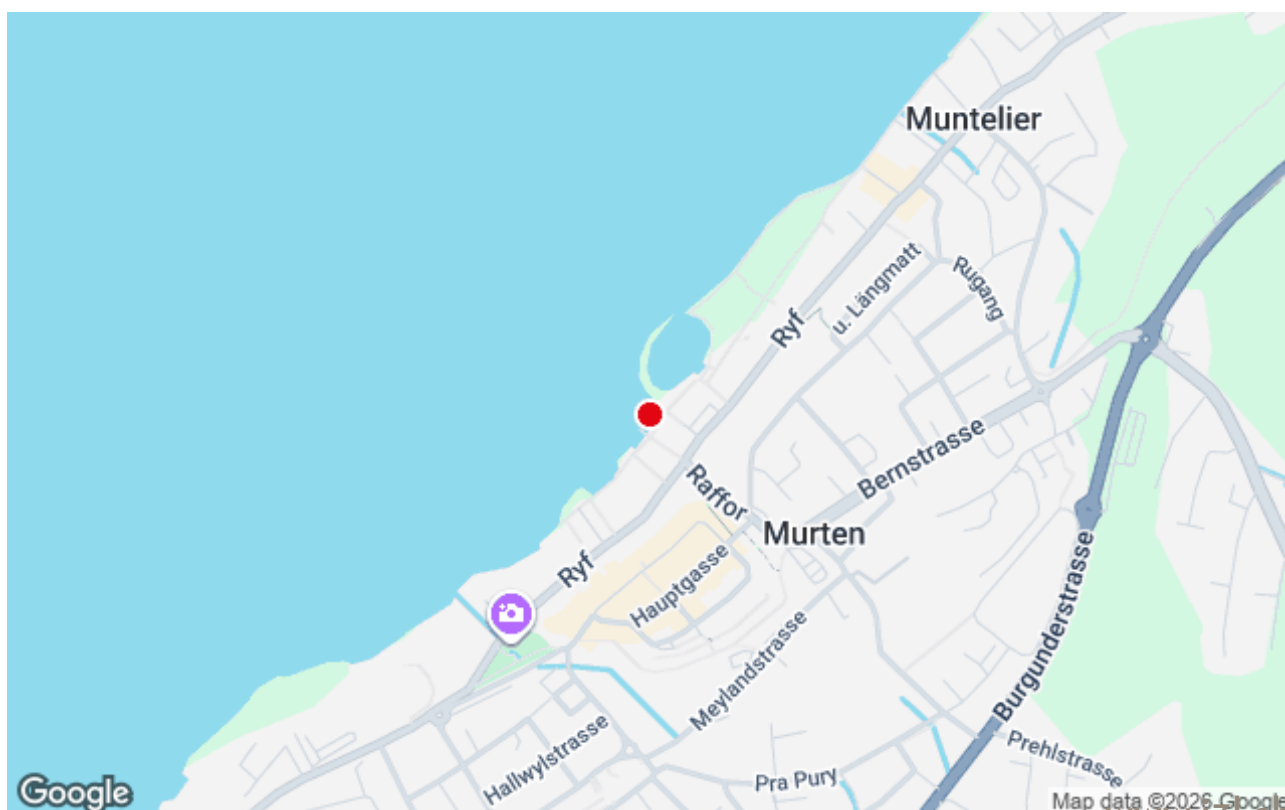 Muntelier
Rugang
u. Längmatt
Ryf
Bernstrasse
Raffor
Murten
Ryf
Hauptgasse
Meylandstrasse
Burgunderstrasse
Hallwylstrasse
Prehlstrasse
Pra Pury
Google
Map data ©2026 Google